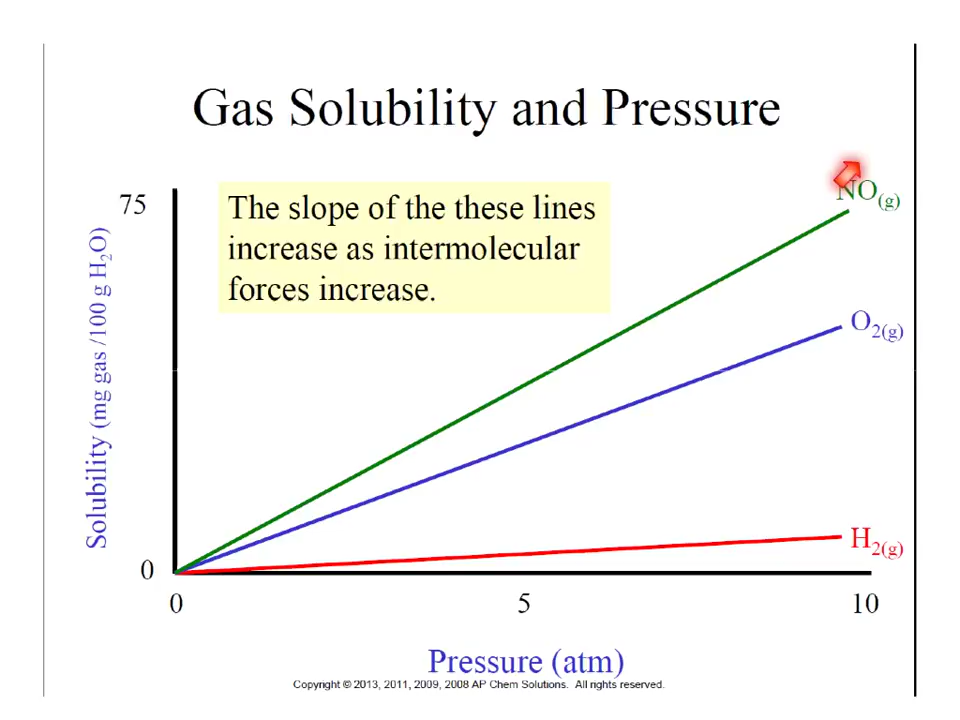 Gas Solubility and Pressure
75
The slope of the these lines
increase as intermolecular
forces increase.
NO(g)
O2(g)
H2(g)
Solubility (mg gas /100 g H2O)
0
0
5
10
Pressure (atm)
Copyright © 2013, 2011, 2009, 2008 AP Chem Solutions. All rights reserved.